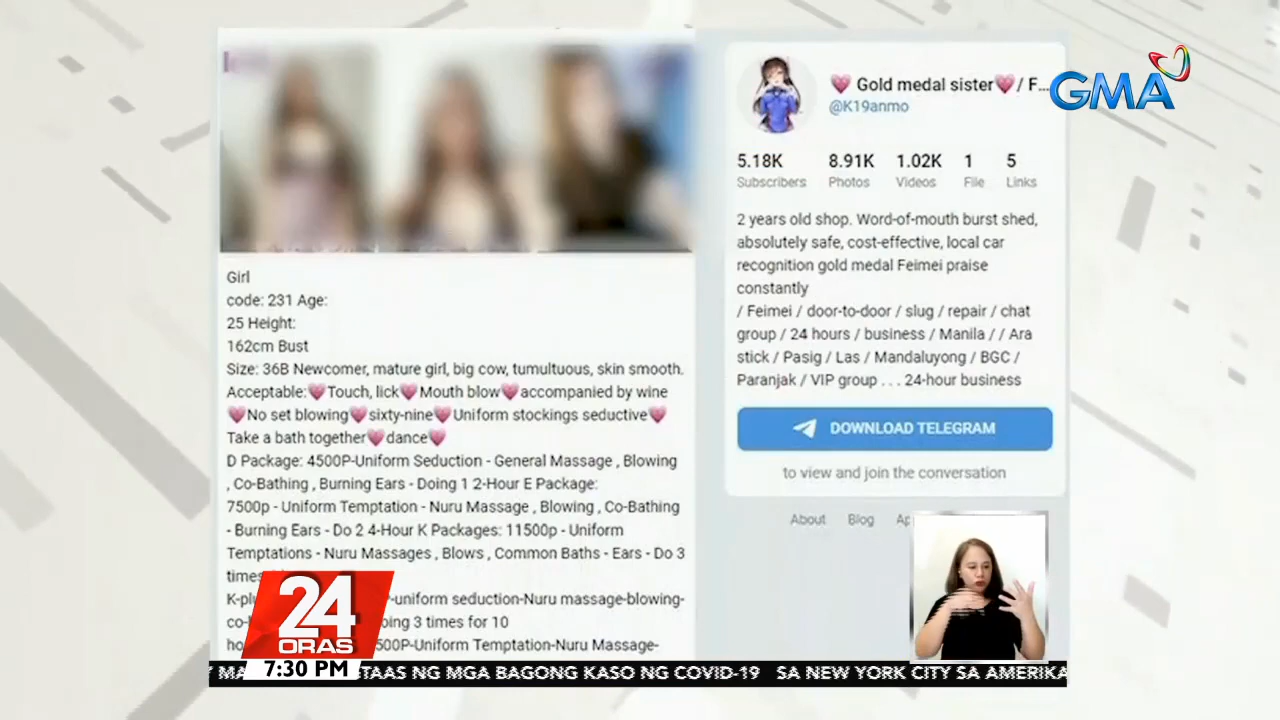 GMA
Gold medal sister / F...
@K19anmo
5.18K 8.91K 1.02K 1 5
Subscribers Photos Videos File Links
2 years old shop. Word-of-mouth burst shed,
absolutely safe, cost-effective, local car
recognition gold medal Feimei praise
constantly
/ Feimei / door-to-door / slug / repair / chat
group / 24 hours / business / Manila / / Ara
stick / Pasig / Las / Mandaluyong / BGC /
Paranjak / VIP group . . . 24-hour business
DOWNLOAD TELEGRAM
to view and join the conversation
About Blog Ap
Girl
code: 231 Age:
25 Height:
162cm Bust
Size: 36B Newcomer, mature girl, big cow, tumultuous, skin smooth.
Acceptable:💗Touch, lick💗Mouth blow💗accompanied by wine
💗No set blowing💗sixty-nine💗Uniform stockings seductive💗
Take a bath together💗dance💗
D Package: 4500P-Uniform Seduction - General Massage , Blowing
, Co-Bathing , Burning Ears - Doing 1 2-Hour E Package:
7500p - Uniform Temptation - Nuru Massage , Blowing , Co-Bathing
- Burning Ears - Do 2 4-Hour K Packages: 11500p - Uniform
Temptations - Nuru Massages , Blows , Common Baths - Ears - Do 3
times
K-pl -uniform seduction-Nuru massage-blowing-
co-b oing 3 times for 10
ho 500P-Uniform Temptation-Nuru Massage-
24
ORAS
7:30 PM
MA TAAS NG MGA BAGONG KASO NG COVID-19 SA NEW YORK CITY SA AMERIKA